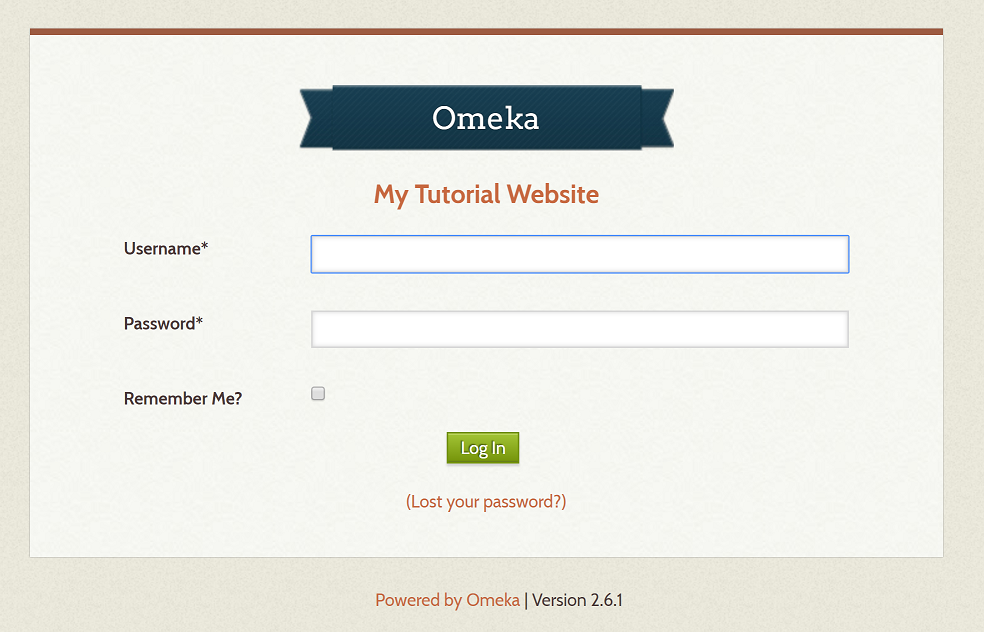 Omeka
My Tutorial Website
Username*
Password*
Remember Me?
Log In
(Lost your password?)
Powered by Omeka | Version 2.6.1